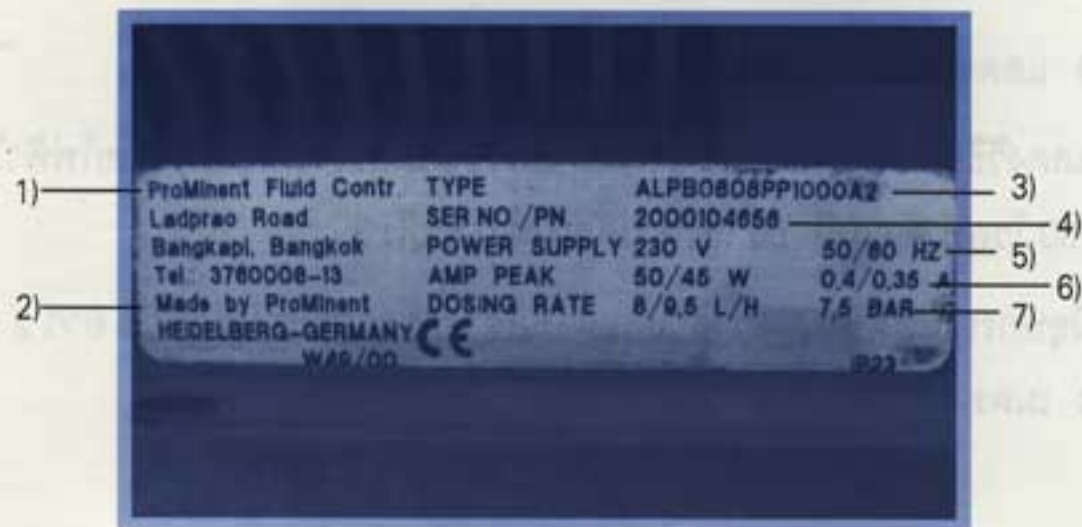 1) ProMinent Fluid Contr. TYPE ALPB0808PP1000A2 3)
Ladprao Road SER NO /PN. 2000104656 4)
Bangkapi, Bangkok POWER SUPPLY 230 V 50/60 HZ 5)
Tel. 3760008-13 AMP PEAK 50/45 W 0,4/0,35 A 6)
2) Made by ProMinent DOSING RATE 8/9,5 L/H 7,5 BAR 7)
HEIDELBERG-GERMANY CE
W49/00 IP23